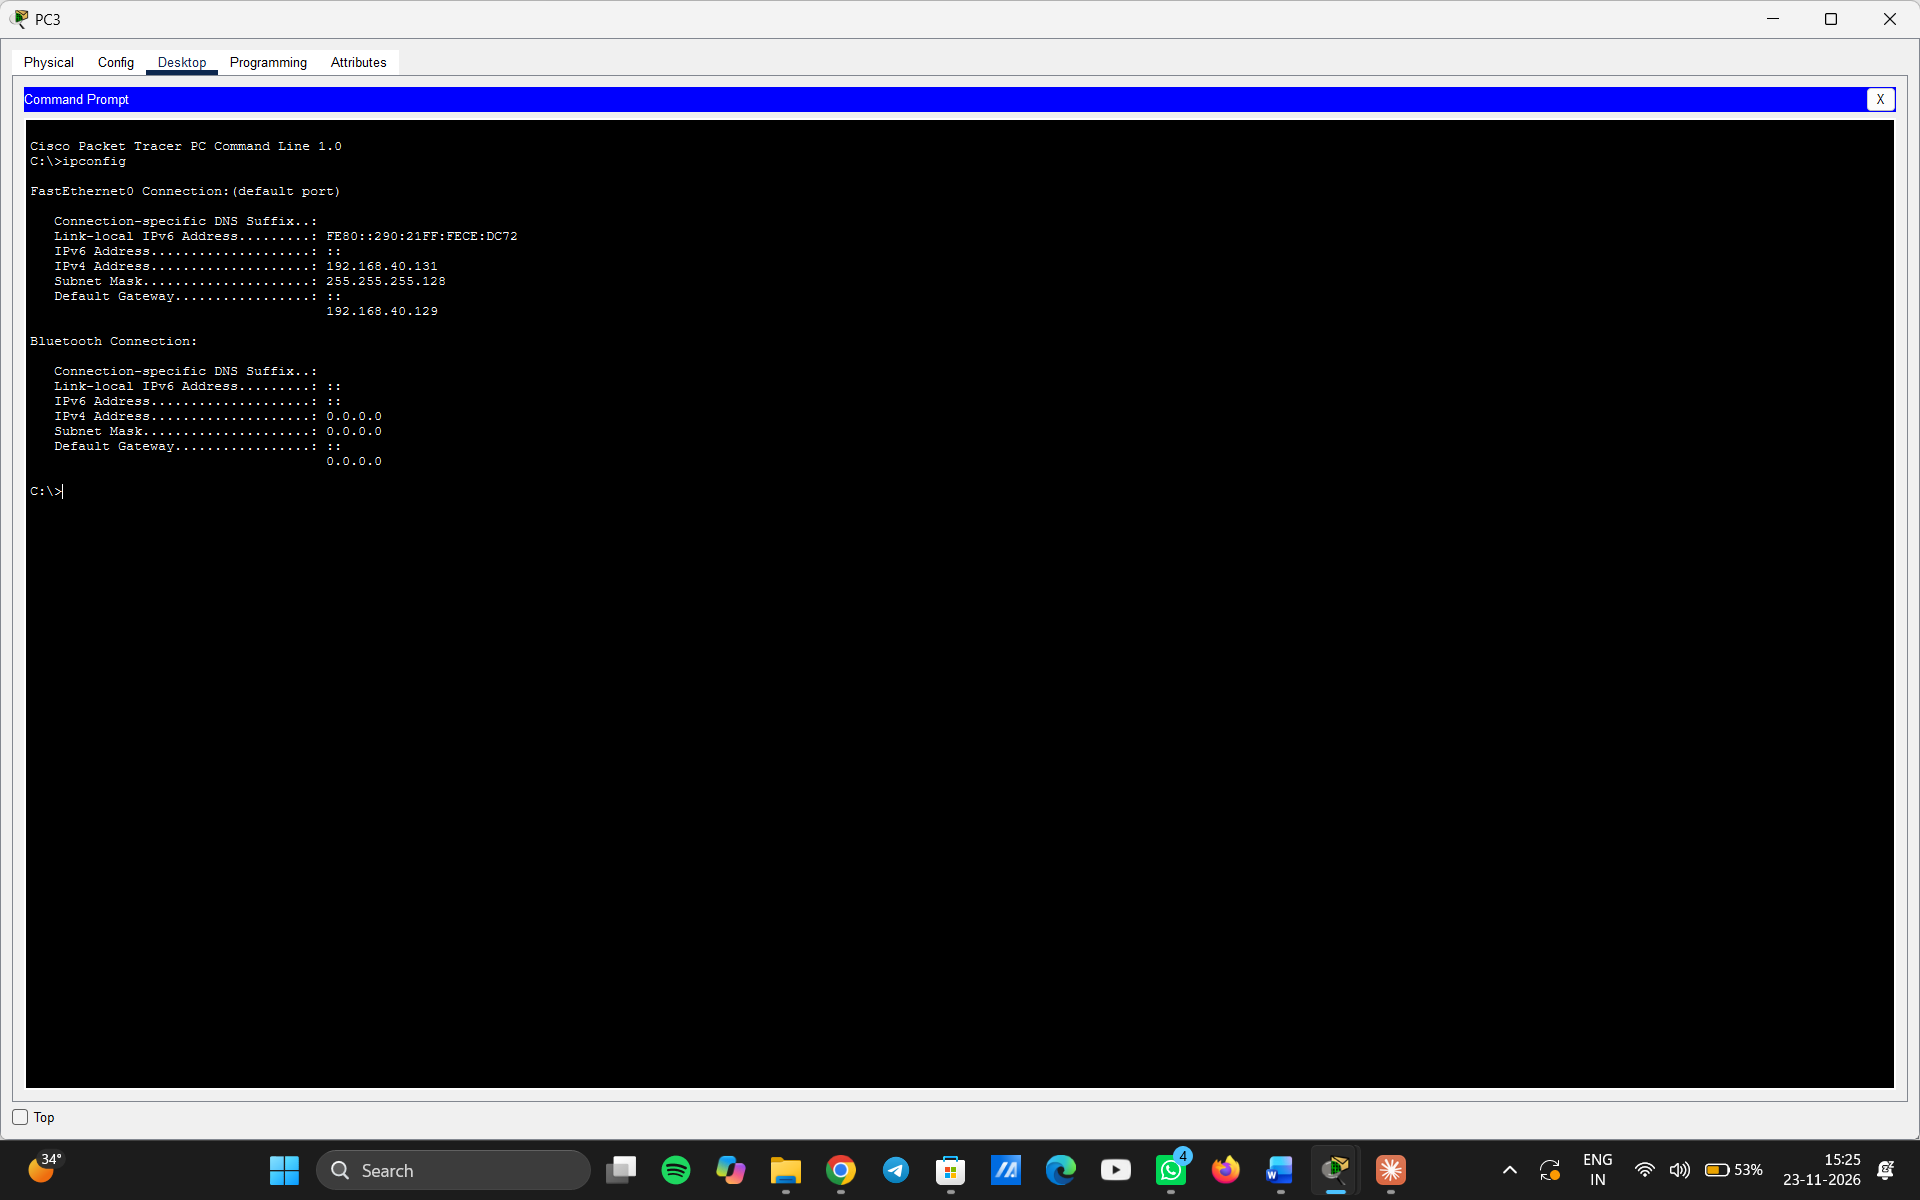 PC3
Physical Config Desktop Programming Attributes
Command Prompt
X
Cisco Packet Tracer PC Command Line 1.0
C:\>ipconfig
FastEthernet0 Connection:(default port)
Connection-specific DNS Suffix..:
Link-local IPv6 Address.........: FE80::290:21FF:FECE:DC72
IPv6 Address....................: ::
IPv4 Address....................: 192.168.40.131
Subnet Mask.....................: 255.255.255.128
Default Gateway.................: ::
192.168.40.129
Bluetooth Connection:
Connection-specific DNS Suffix..:
Link-local IPv6 Address.........: ::
IPv6 Address....................: ::
IPv4 Address....................: 0.0.0.0
Subnet Mask.....................: 0.0.0.0
Default Gateway.................: ::
0.0.0.0
C:\>
Top
34°
Search
4
W
ENG
IN
53%
15:25
23-11-2026